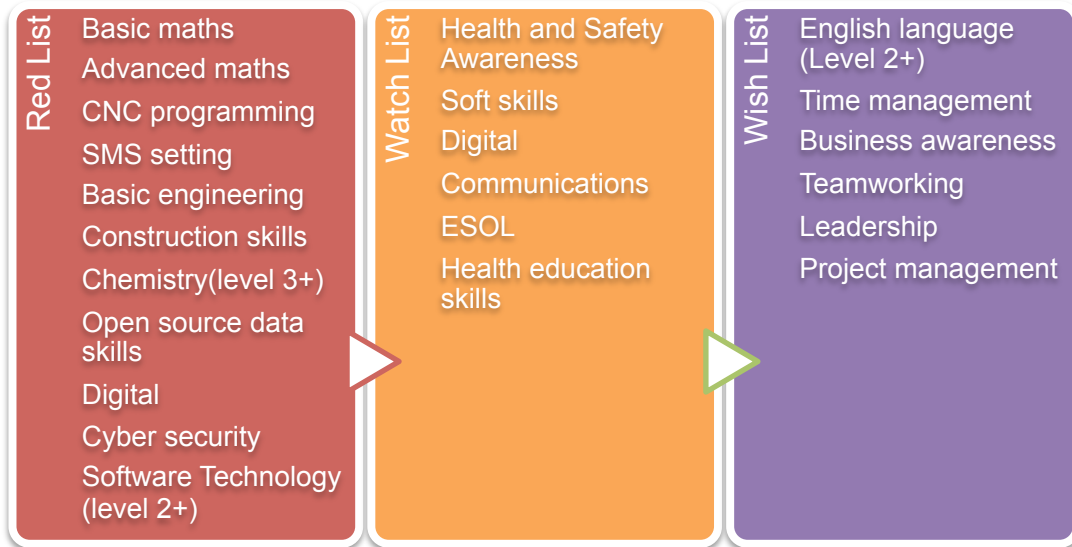 Red List
Basic maths
Advanced maths
CNC programming
SMS setting
Basic engineering
Construction skills
Chemistry(level 3+)
Open source data
skills
Digital
Cyber security
Software Technology
(level 2+)
Watch List
Health and Safety
Awareness
Soft skills
Digital
Communications
ESOL
Health education
skills
Wish List
English language
(Level 2+)
Time management
Business awareness
Teamworking
Leadership
Project management